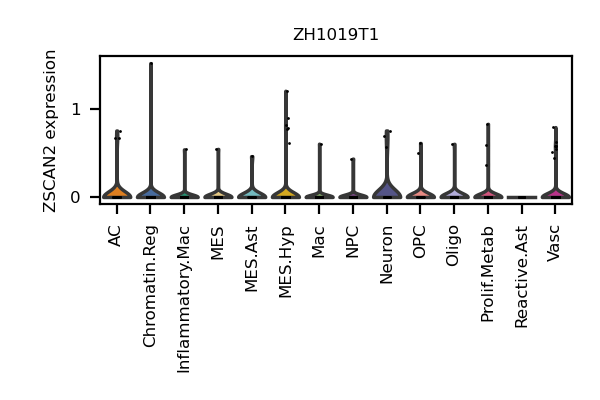 ZH1019T1
ZSCAN2 expression
1
0
AC
Chromatin.Reg
Inflammatory.Mac
MES
MES.Ast
MES.Hyp
Mac
NPC
Neuron
OPC
Oligo
Prolif.Metab
Reactive.Ast
Vasc